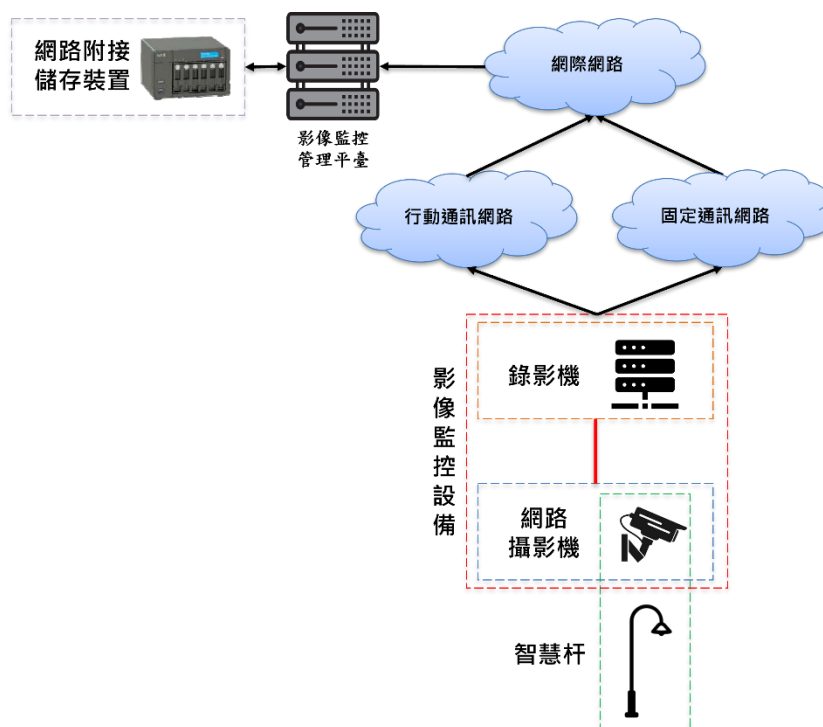 網路附接
儲存裝置
影像監控
管理平臺
網際網路
行動通訊網路
固定通訊網路
錄影機
影像監控設備
網路
攝影機
智慧杆